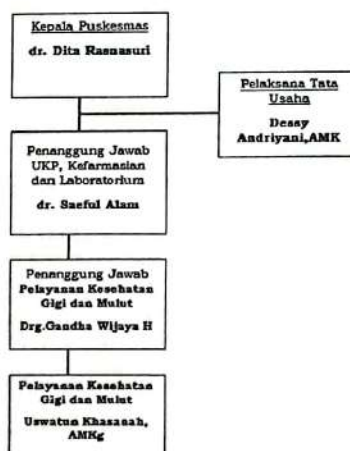 Kepala Puskesmas
dr. Dita Rasnasuri
Pelaksana Tata
Usaha
Dessy
Andriyani,AMK
Penanggung Jawab
UKP, Kefarmasian
dan Laboratorium
dr. Saeful Alam
Penanggung Jawab
Pelayanan Kesehatan
Gigi dan Mulut
Drg.Gandha Wijaya H
Pelayanan Kesehatan
Gigi dan Mulut
Uswatun Khasanah,
AMKg